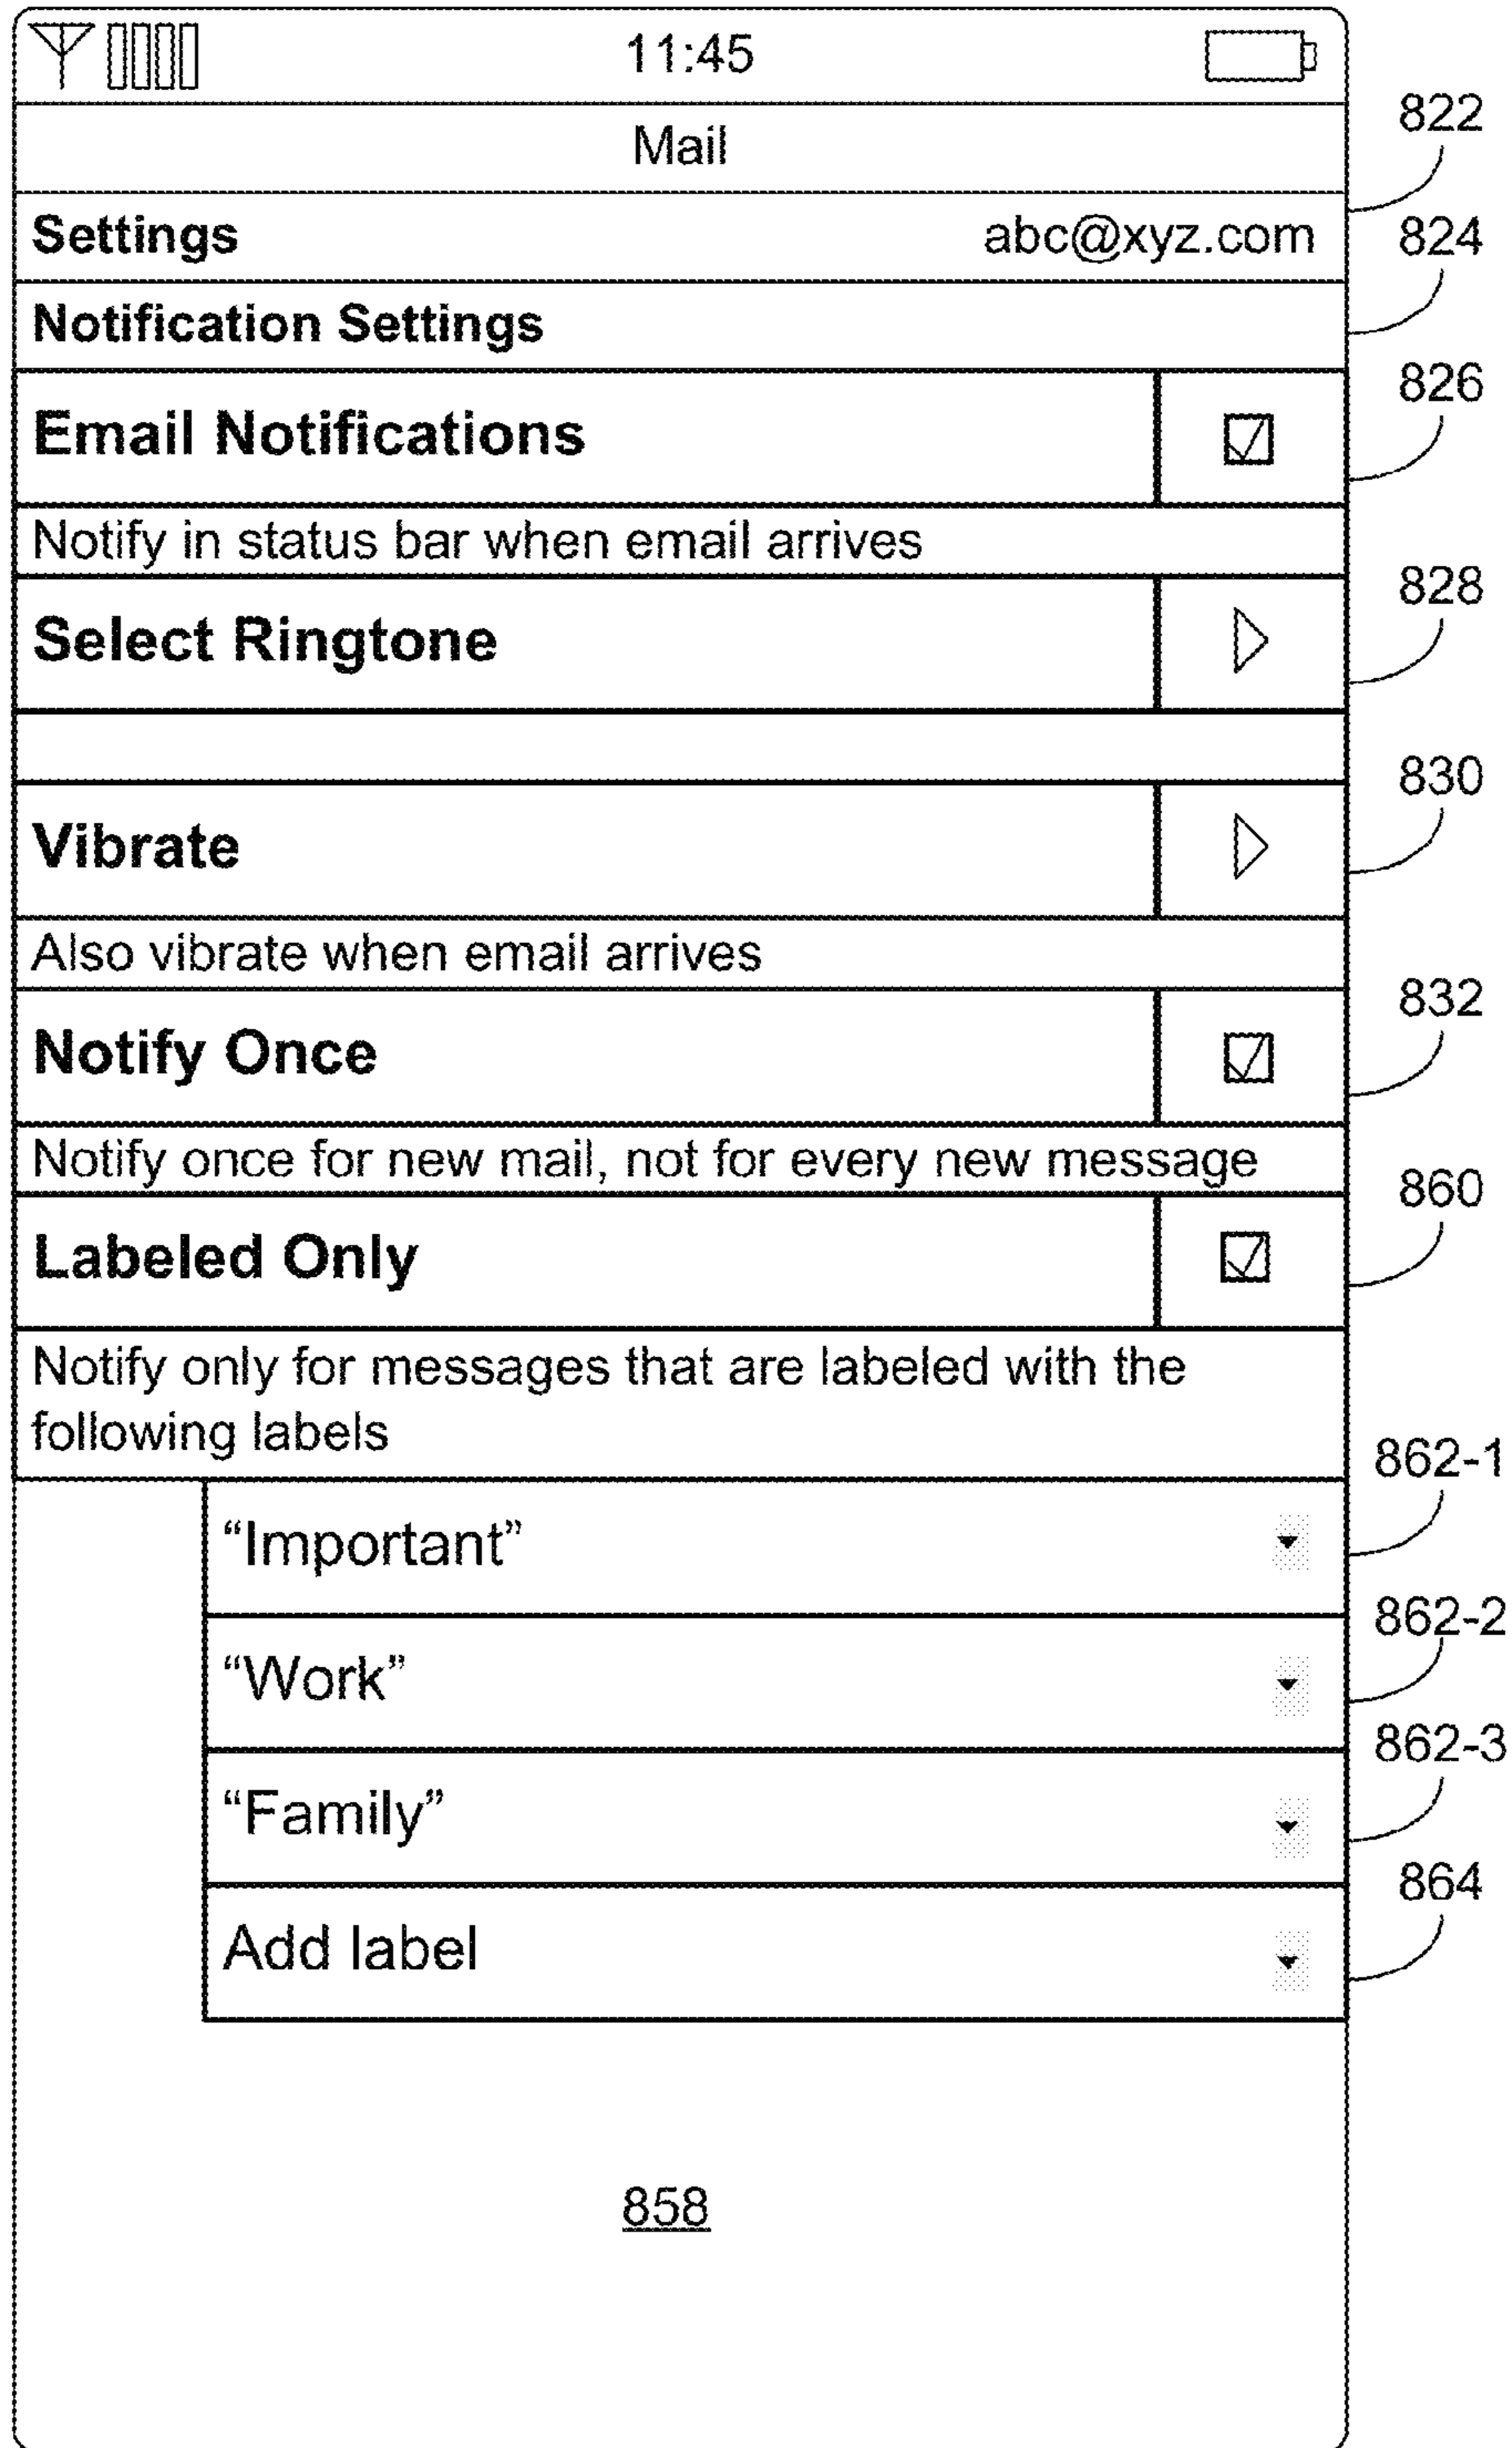 11:45
Mail
822
Settings abc@xyz.com
824
Notification Settings
826
Email Notifications
Notify in status bar when email arrives
828
Select Ringtone
830
Vibrate
Also vibrate when email arrives
832
Notify Once
Notify once for new mail, not for every new message
860
Labeled Only
Notify only for messages that are labeled with the
following labels
862-1
“Important”
862-2
“Work”
862-3
“Family”
864
Add label
858